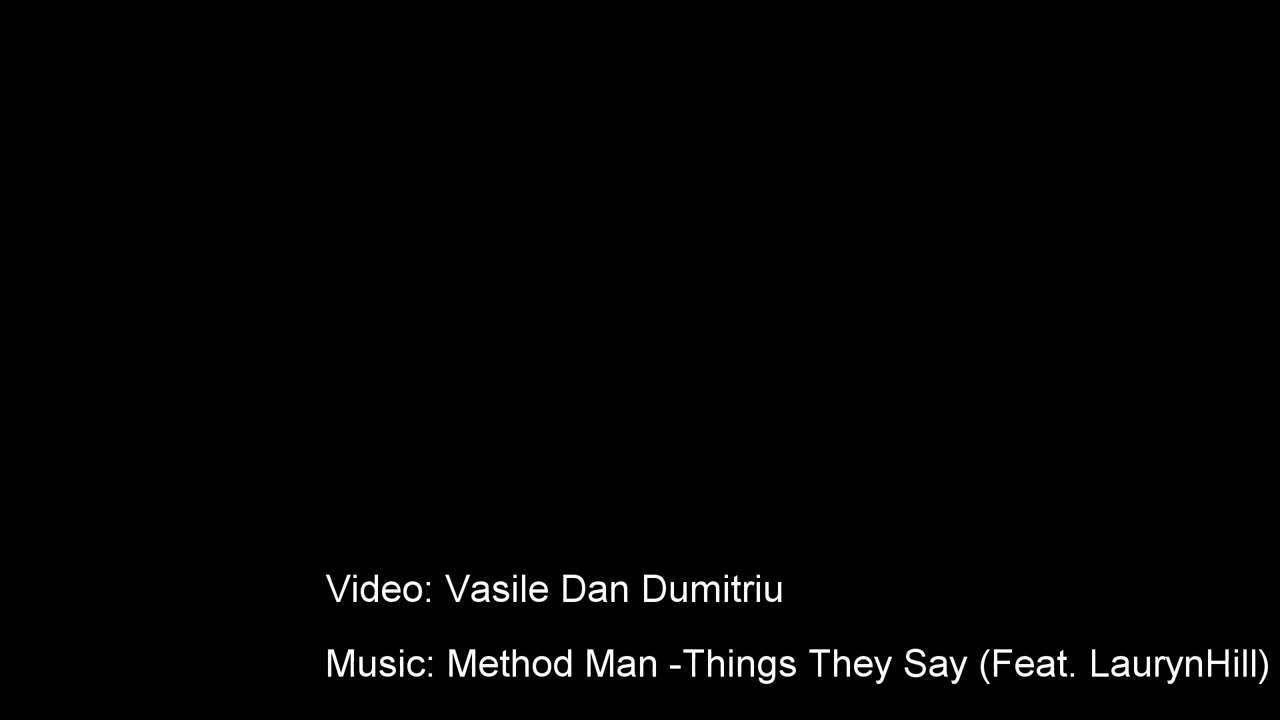 Video: Vasile Dan Dumitriu
Music: Method Man -Things They Say (Feat. LaurynHill)